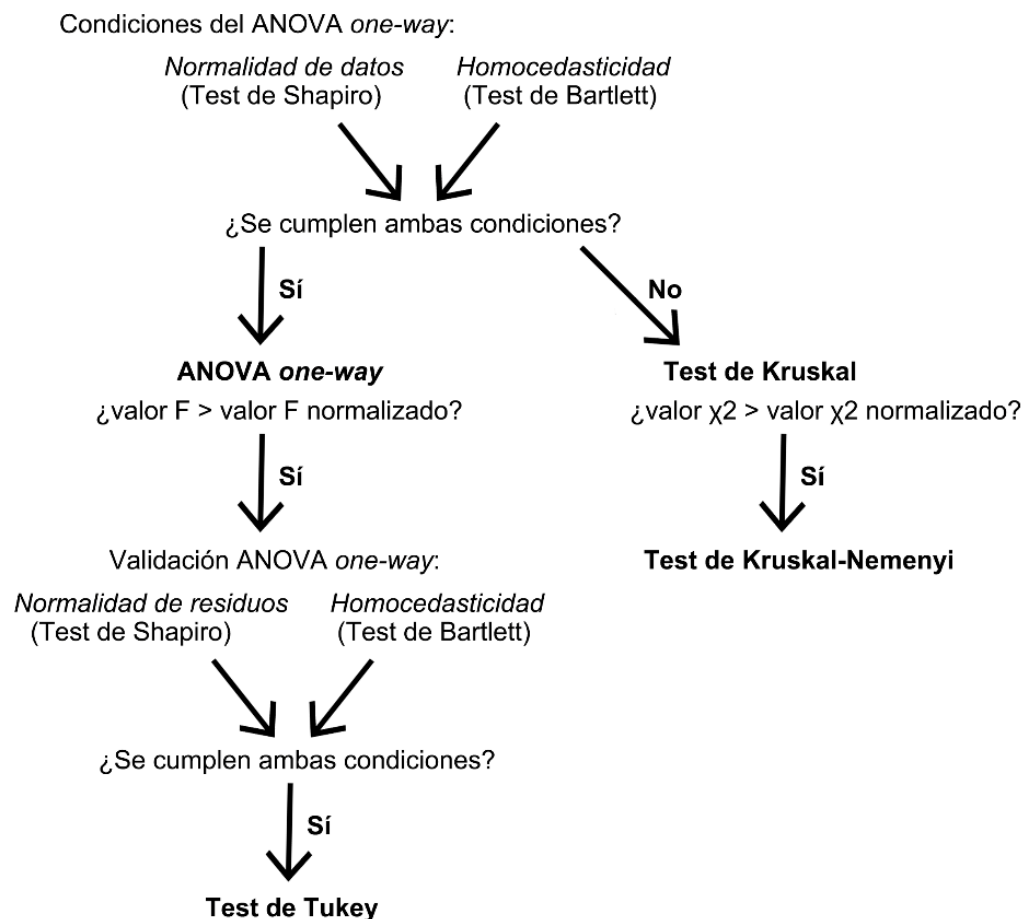 Condiciones del ANOVA one-way:
Normalidad de datos
(Test de Shapiro)
Homocedasticidad
(Test de Bartlett)
¿Se cumplen ambas condiciones?
Sí
No
ANOVA one-way
¿valor F > valor F normalizado?
Test de Kruskal
¿valor χ2 > valor χ2 normalizado?
Sí
Sí
Validación ANOVA one-way:
Test de Kruskal-Nemenyi
Normalidad de residuos
(Test de Shapiro)
Homocedasticidad
(Test de Bartlett)
¿Se cumplen ambas condiciones?
Sí
Test de Tukey